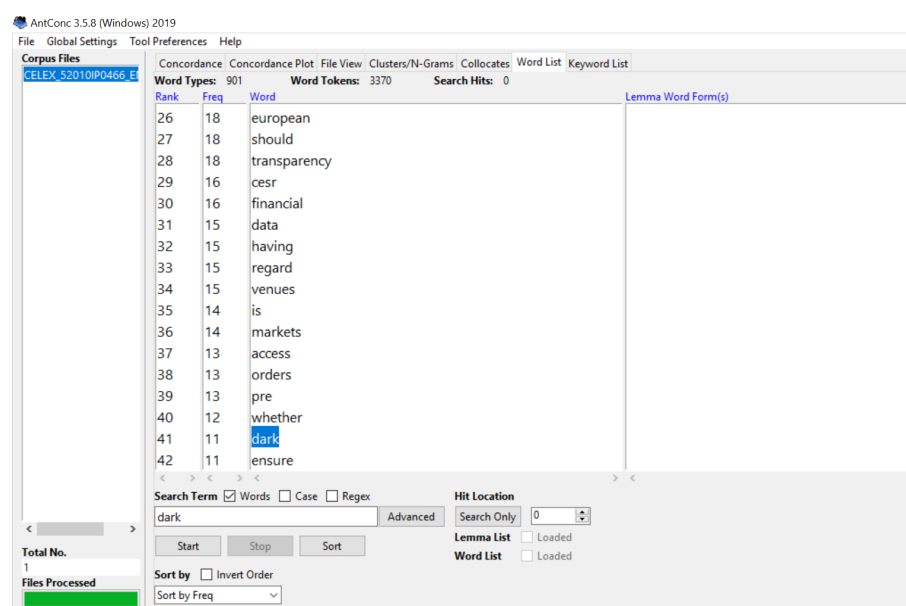 AntConc 3.5.8 (Windows) 2019
File Global Settings Tool Preferences Help
Corpus Files
CELEX_52010IP0466_E
Concordance Concordance Plot File View Clusters/N-Grams Collocates Word List Keyword List
Word Types: 901 Word Tokens: 3370 Search Hits: 0
Rank Freq Word Lemma Word Form(s)
26 18 european
27 18 should
28 18 transparency
29 16 cesr
30 16 financial
31 15 data
32 15 having
33 15 regard
34 15 venues
35 14 is
36 14 markets
37 13 access
38 13 orders
39 13 pre
40 12 whether
41 11 dark
42 11 ensure
Search Term Words Case Regex Hit Location
dark Advanced Search Only 0
Start Stop Sort Lemma List Loaded
Word List Loaded
Total No.
1
Files Processed
Sort by Invert Order
Sort by Freq